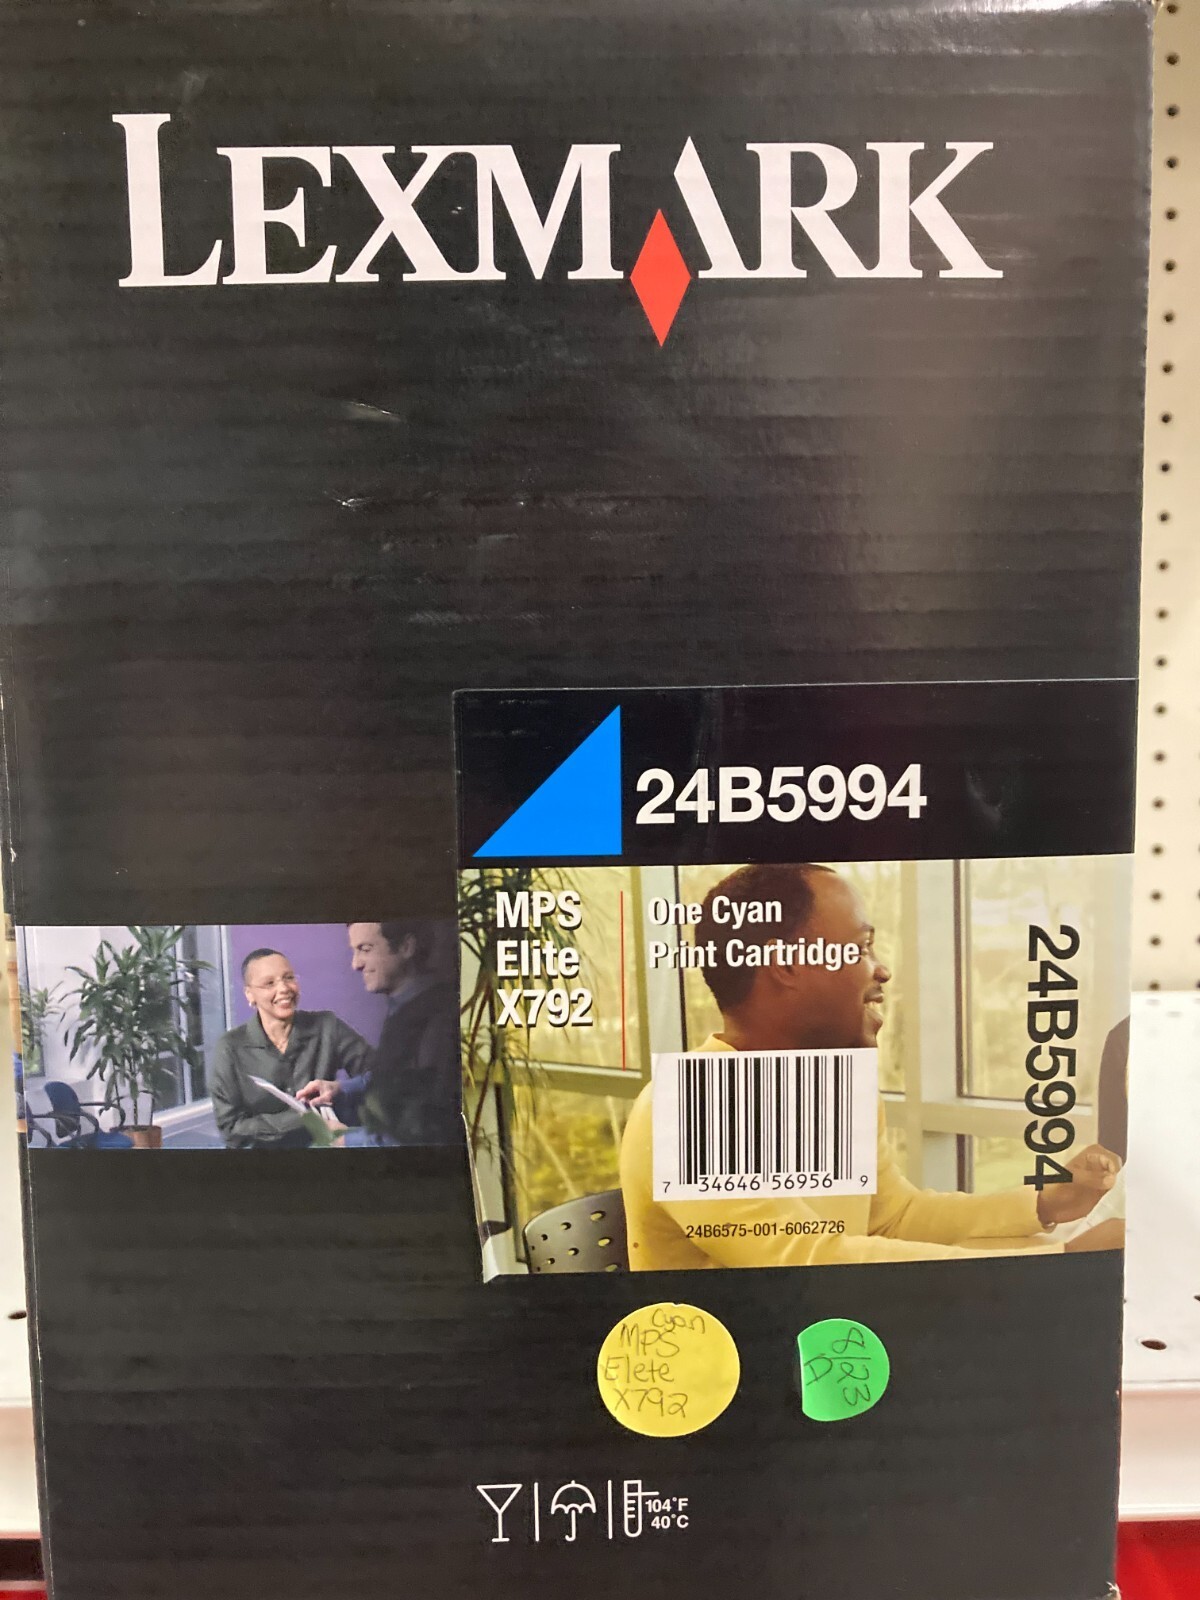 LEXMARK
24B5994
MPS
Elite
X792
One Cyan
Print Cartridge
24B5994
7 34646 56956 9
24B6575-001-6062726
Cyan
MPS
Elete
X792
8/23
D
104°F
40°C